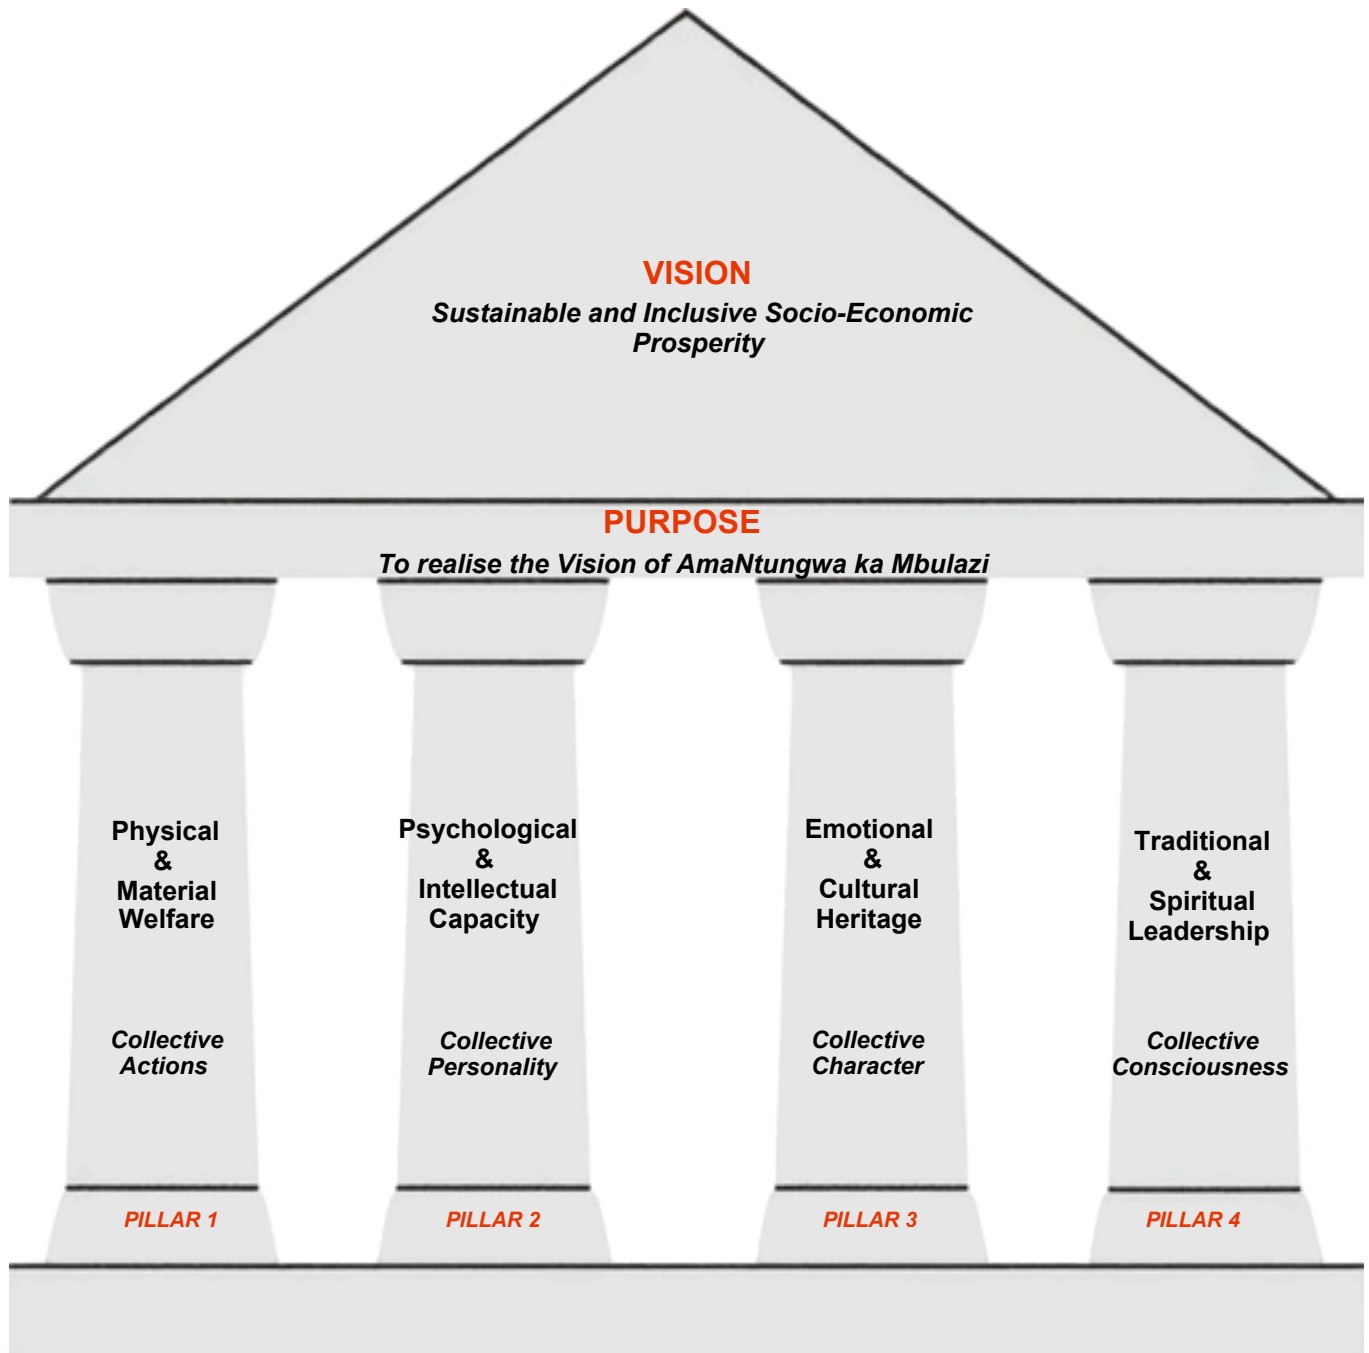 VISION
Sustainable and Inclusive Socio-Economic
Prosperity
PURPOSE
To realise the Vision of AmaNtungwa ka Mbulazi
Physical
&
Material
Welfare
Collective
Actions
PILLAR 1
Psychological
&
Intellectual
Capacity
Collective
Personality
PILLAR 2
Emotional
&
Cultural
Heritage
Collective
Character
PILLAR 3
Traditional
&
Spiritual
Leadership
Collective
Consciousness
PILLAR 4